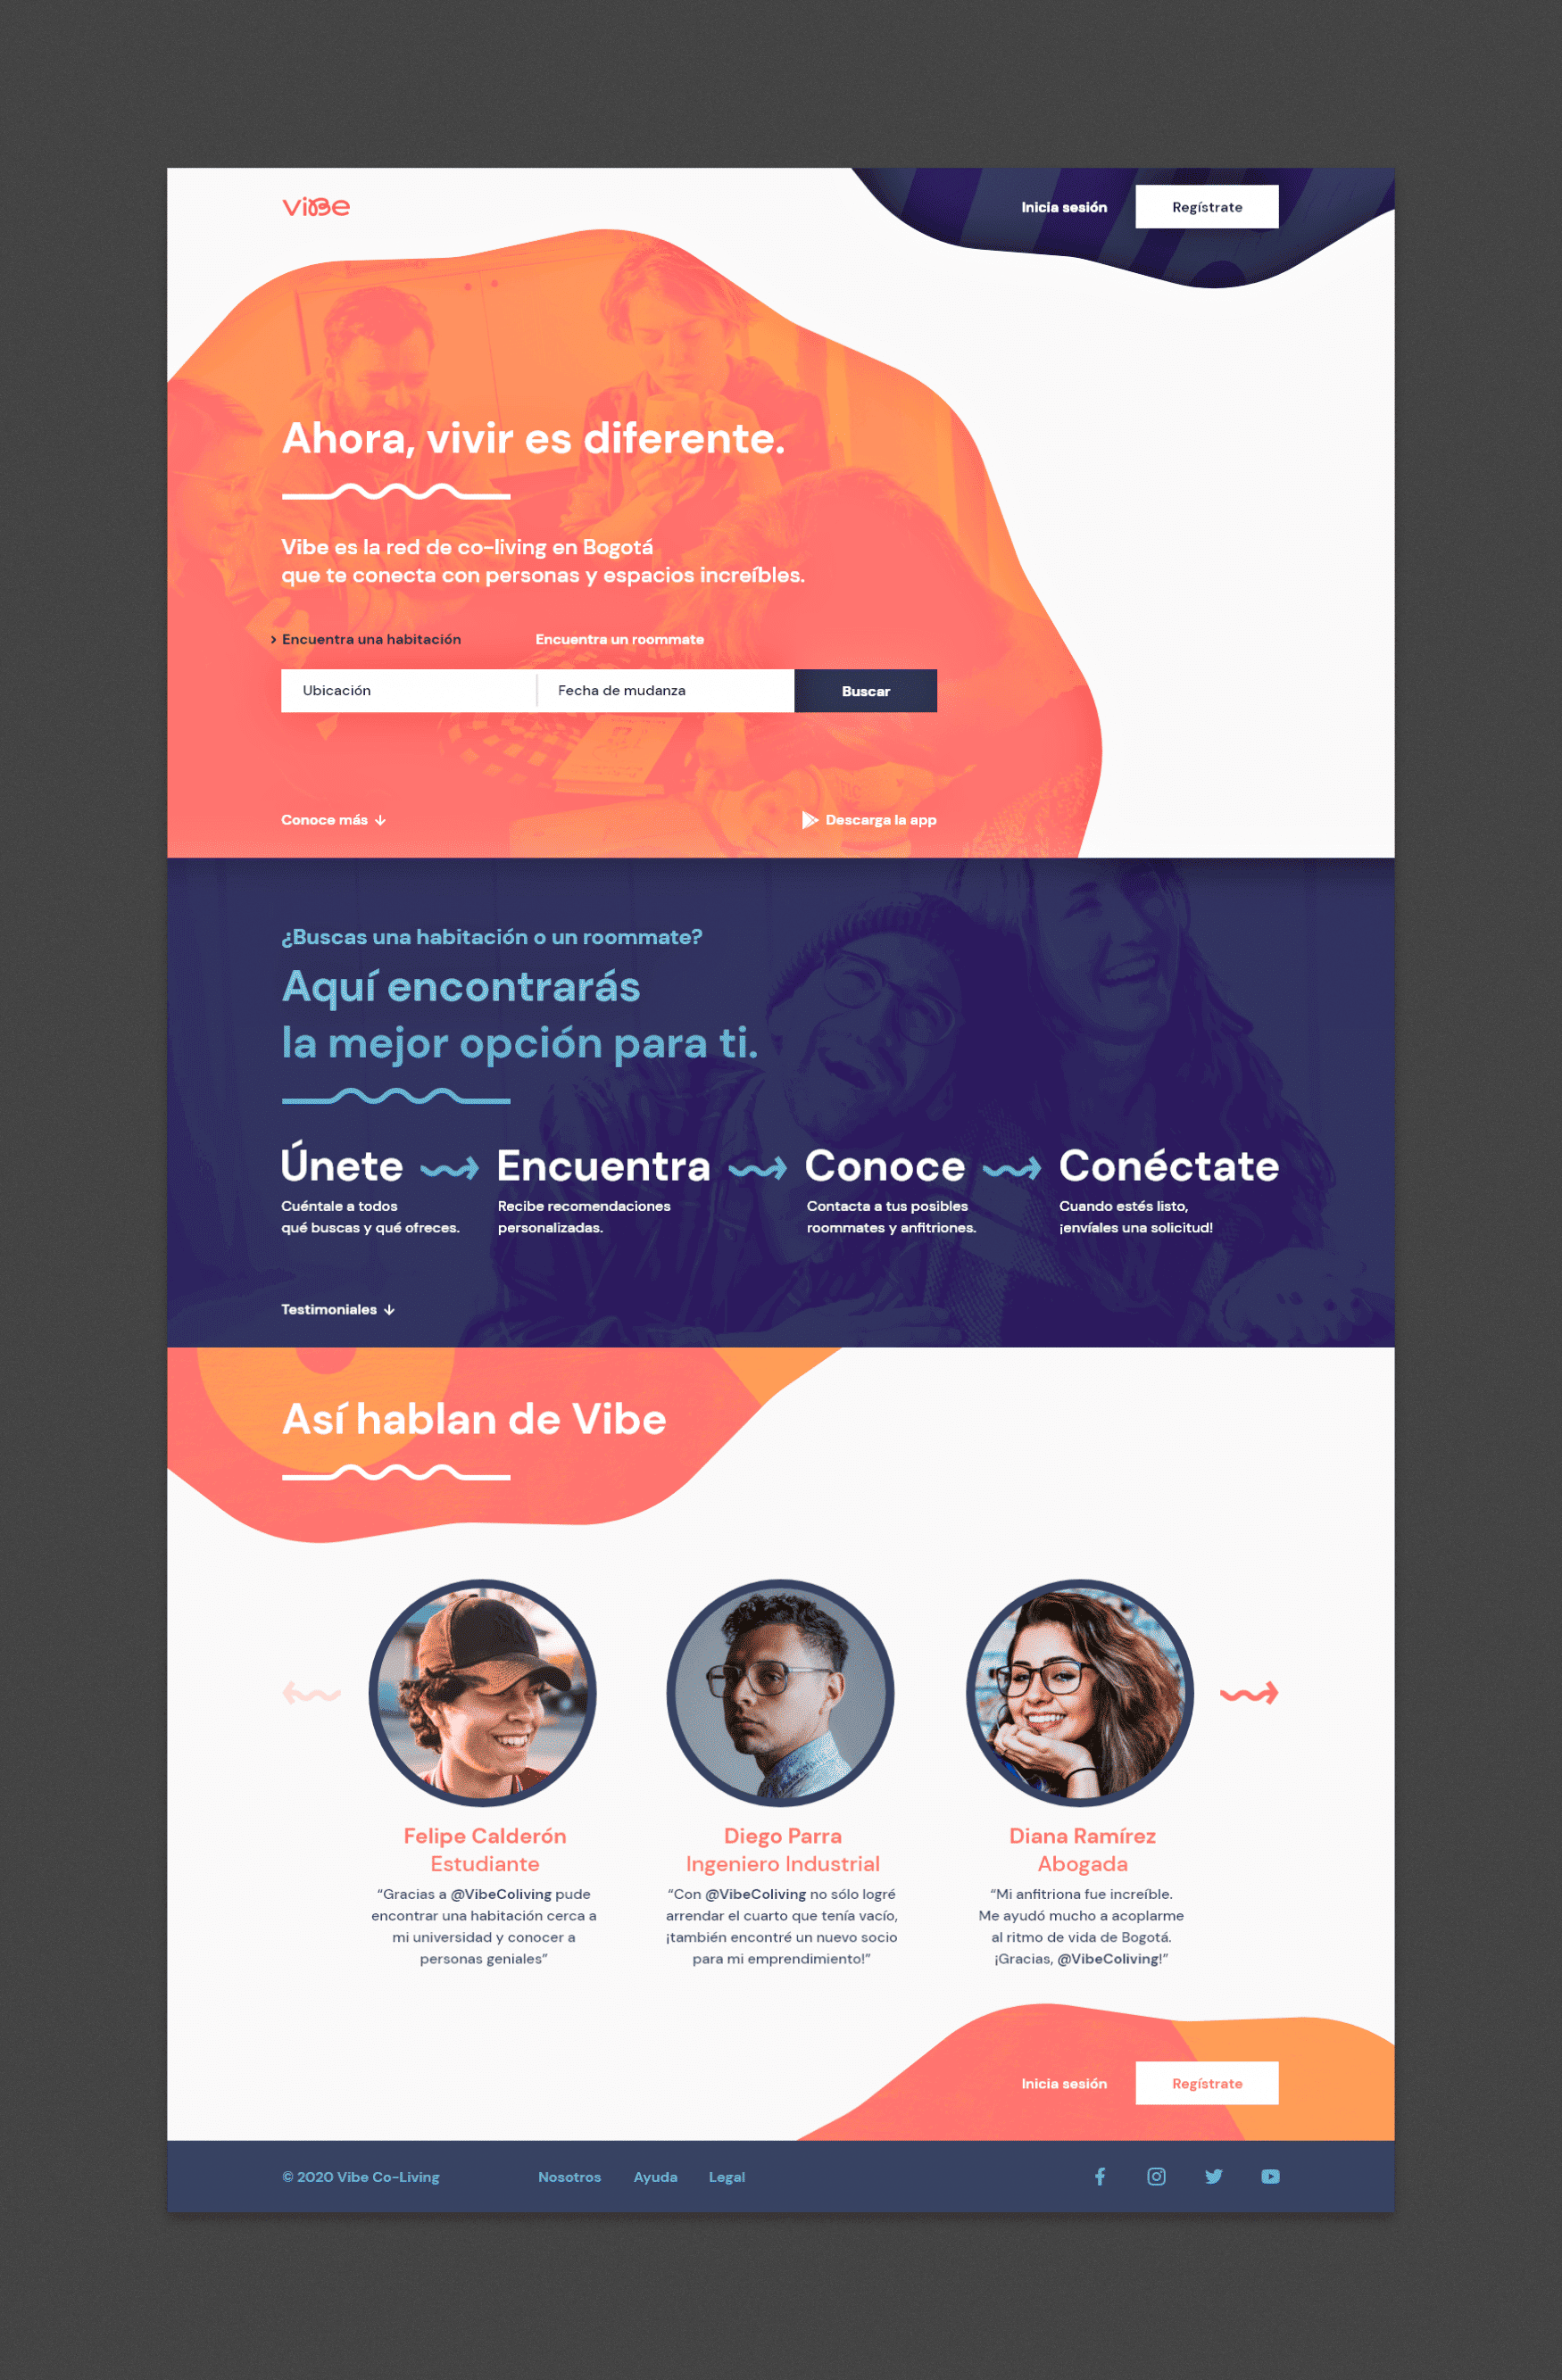 vibe
Inicia sesión
Regístrate
Ahora, vivir es diferente.
Vibe es la red de co-living en Bogotá
que te conecta con personas y espacios increíbles.
› Encuentra una habitación
Encuentra un roommate
Ubicación
Fecha de mudanza
Buscar
Conoce más ↓
Descarga la app
¿Buscas una habitación o un roommate?
Aquí encontrarás
la mejor opción para ti.
Únete
Cuéntale a todos
qué buscas y qué ofreces.
Encuentra
Recibe recomendaciones
personalizadas.
Conoce
Contacta a tus posibles
roommates y anfitriones.
Conéctate
Cuando estés listo,
¡envíales una solicitud!
Testimoniales ↓
Así hablan de Vibe
Felipe Calderón
Estudiante
“Gracias a @VibeColiving pude
encontrar una habitación cerca a
mi universidad y conocer a
personas geniales”
Diego Parra
Ingeniero Industrial
“Con @VibeColiving no sólo logré
arrendar el cuarto que tenía vacío,
¡también encontré un nuevo socio
para mi emprendimiento!”
Diana Ramírez
Abogada
“Mi anfitriona fue increíble.
Me ayudó mucho a acoplarme
al ritmo de vida de Bogotá.
¡Gracias, @VibeColiving!”
Inicia sesión
Regístrate
© 2020 Vibe Co-Living
Nosotros
Ayuda
Legal